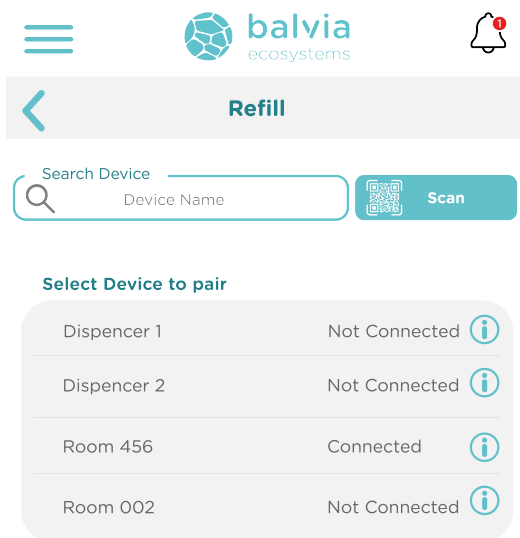 balvia
ecosystems
1
Refill
Search Device
Device Name
Scan
Select Device to pair
Dispencer 1 Not Connected
Dispencer 2 Not Connected
Room 456 Connected
Room 002 Not Connected